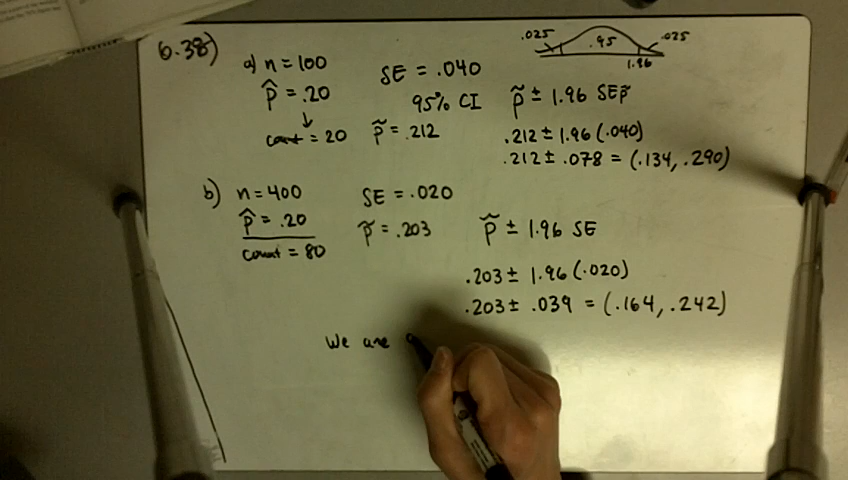 6.38)
.025 .95 .025
1.96
a) n = 100 SE = .040
p̂ = .20 95% CI p̃ ± 1.96 SEp̃
↓
count = 20 p̃ = .212 .212 ± 1.96 (.040)
.212 ± .078 = (.134, .290)
b) n = 400 SE = .020
p̂ = .20 p̃ = .203 p̃ ± 1.96 SE
count = 80
.203 ± 1.96 (.020)
.203 ± .039 = (.164, .242)
We are